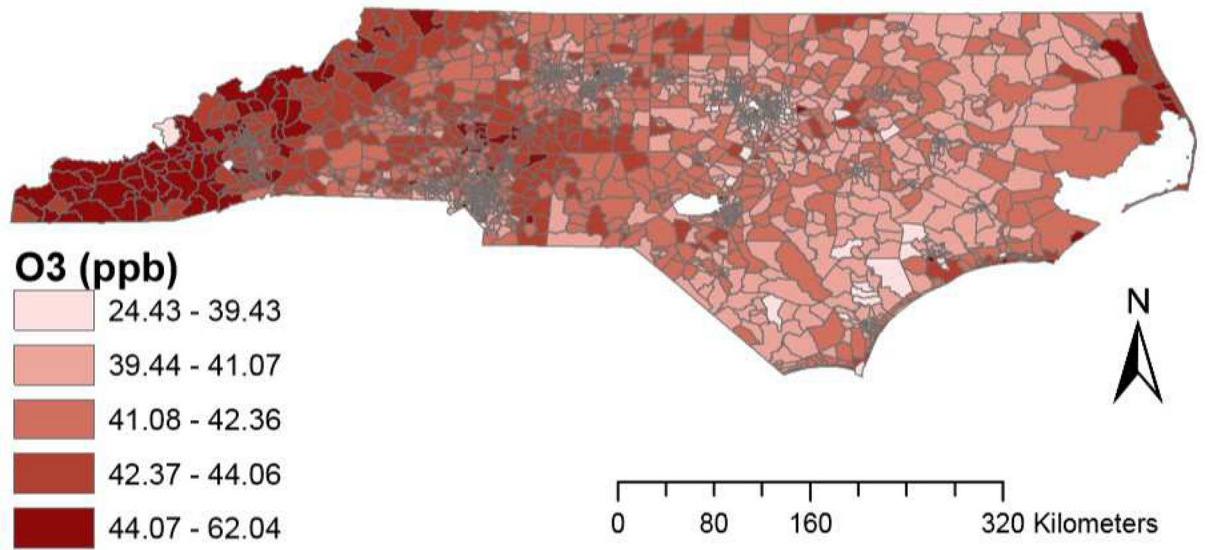 O3 (ppb)
24.43 - 39.43
39.44 - 41.07
41.08 - 42.36
42.37 - 44.06
44.07 - 62.04
N
0 80 160 320 Kilometers